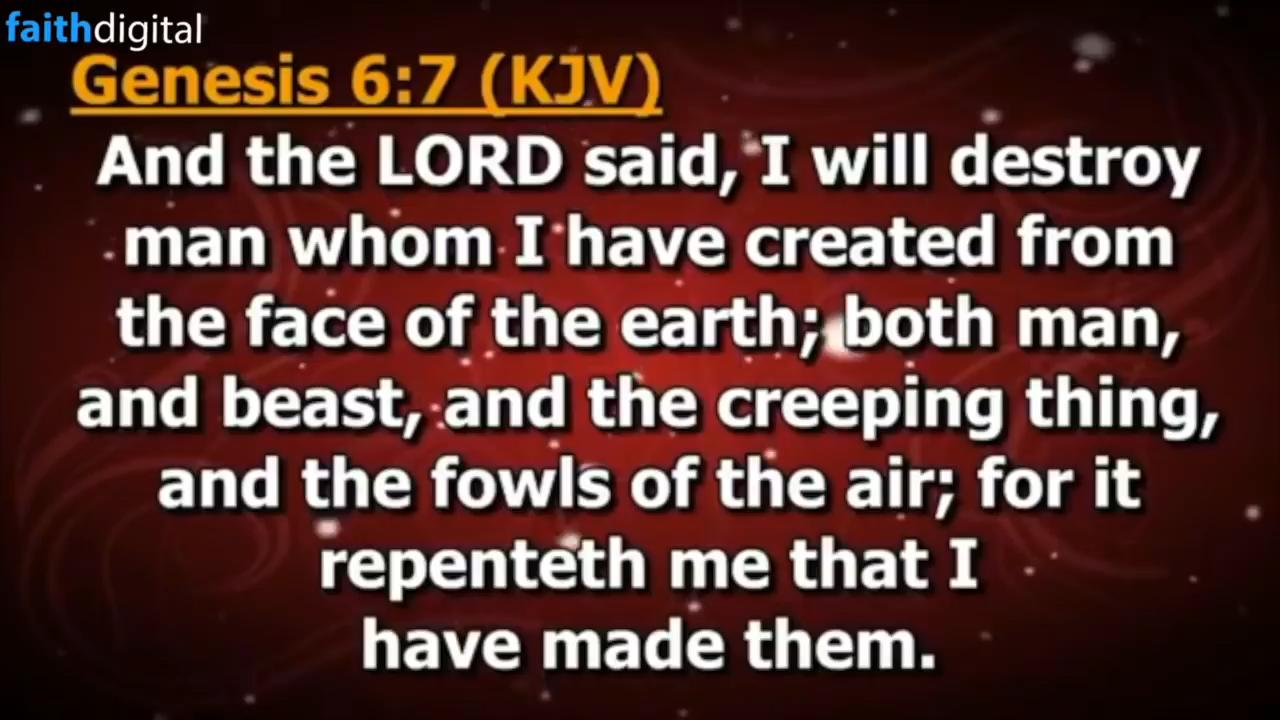 faithdigital
Genesis 6:7 (KJV)
And the LORD said, I will destroy
man whom I have created from
the face of the earth; both man,
and beast, and the creeping thing,
and the fowls of the air; for it
repenteth me that I
have made them.